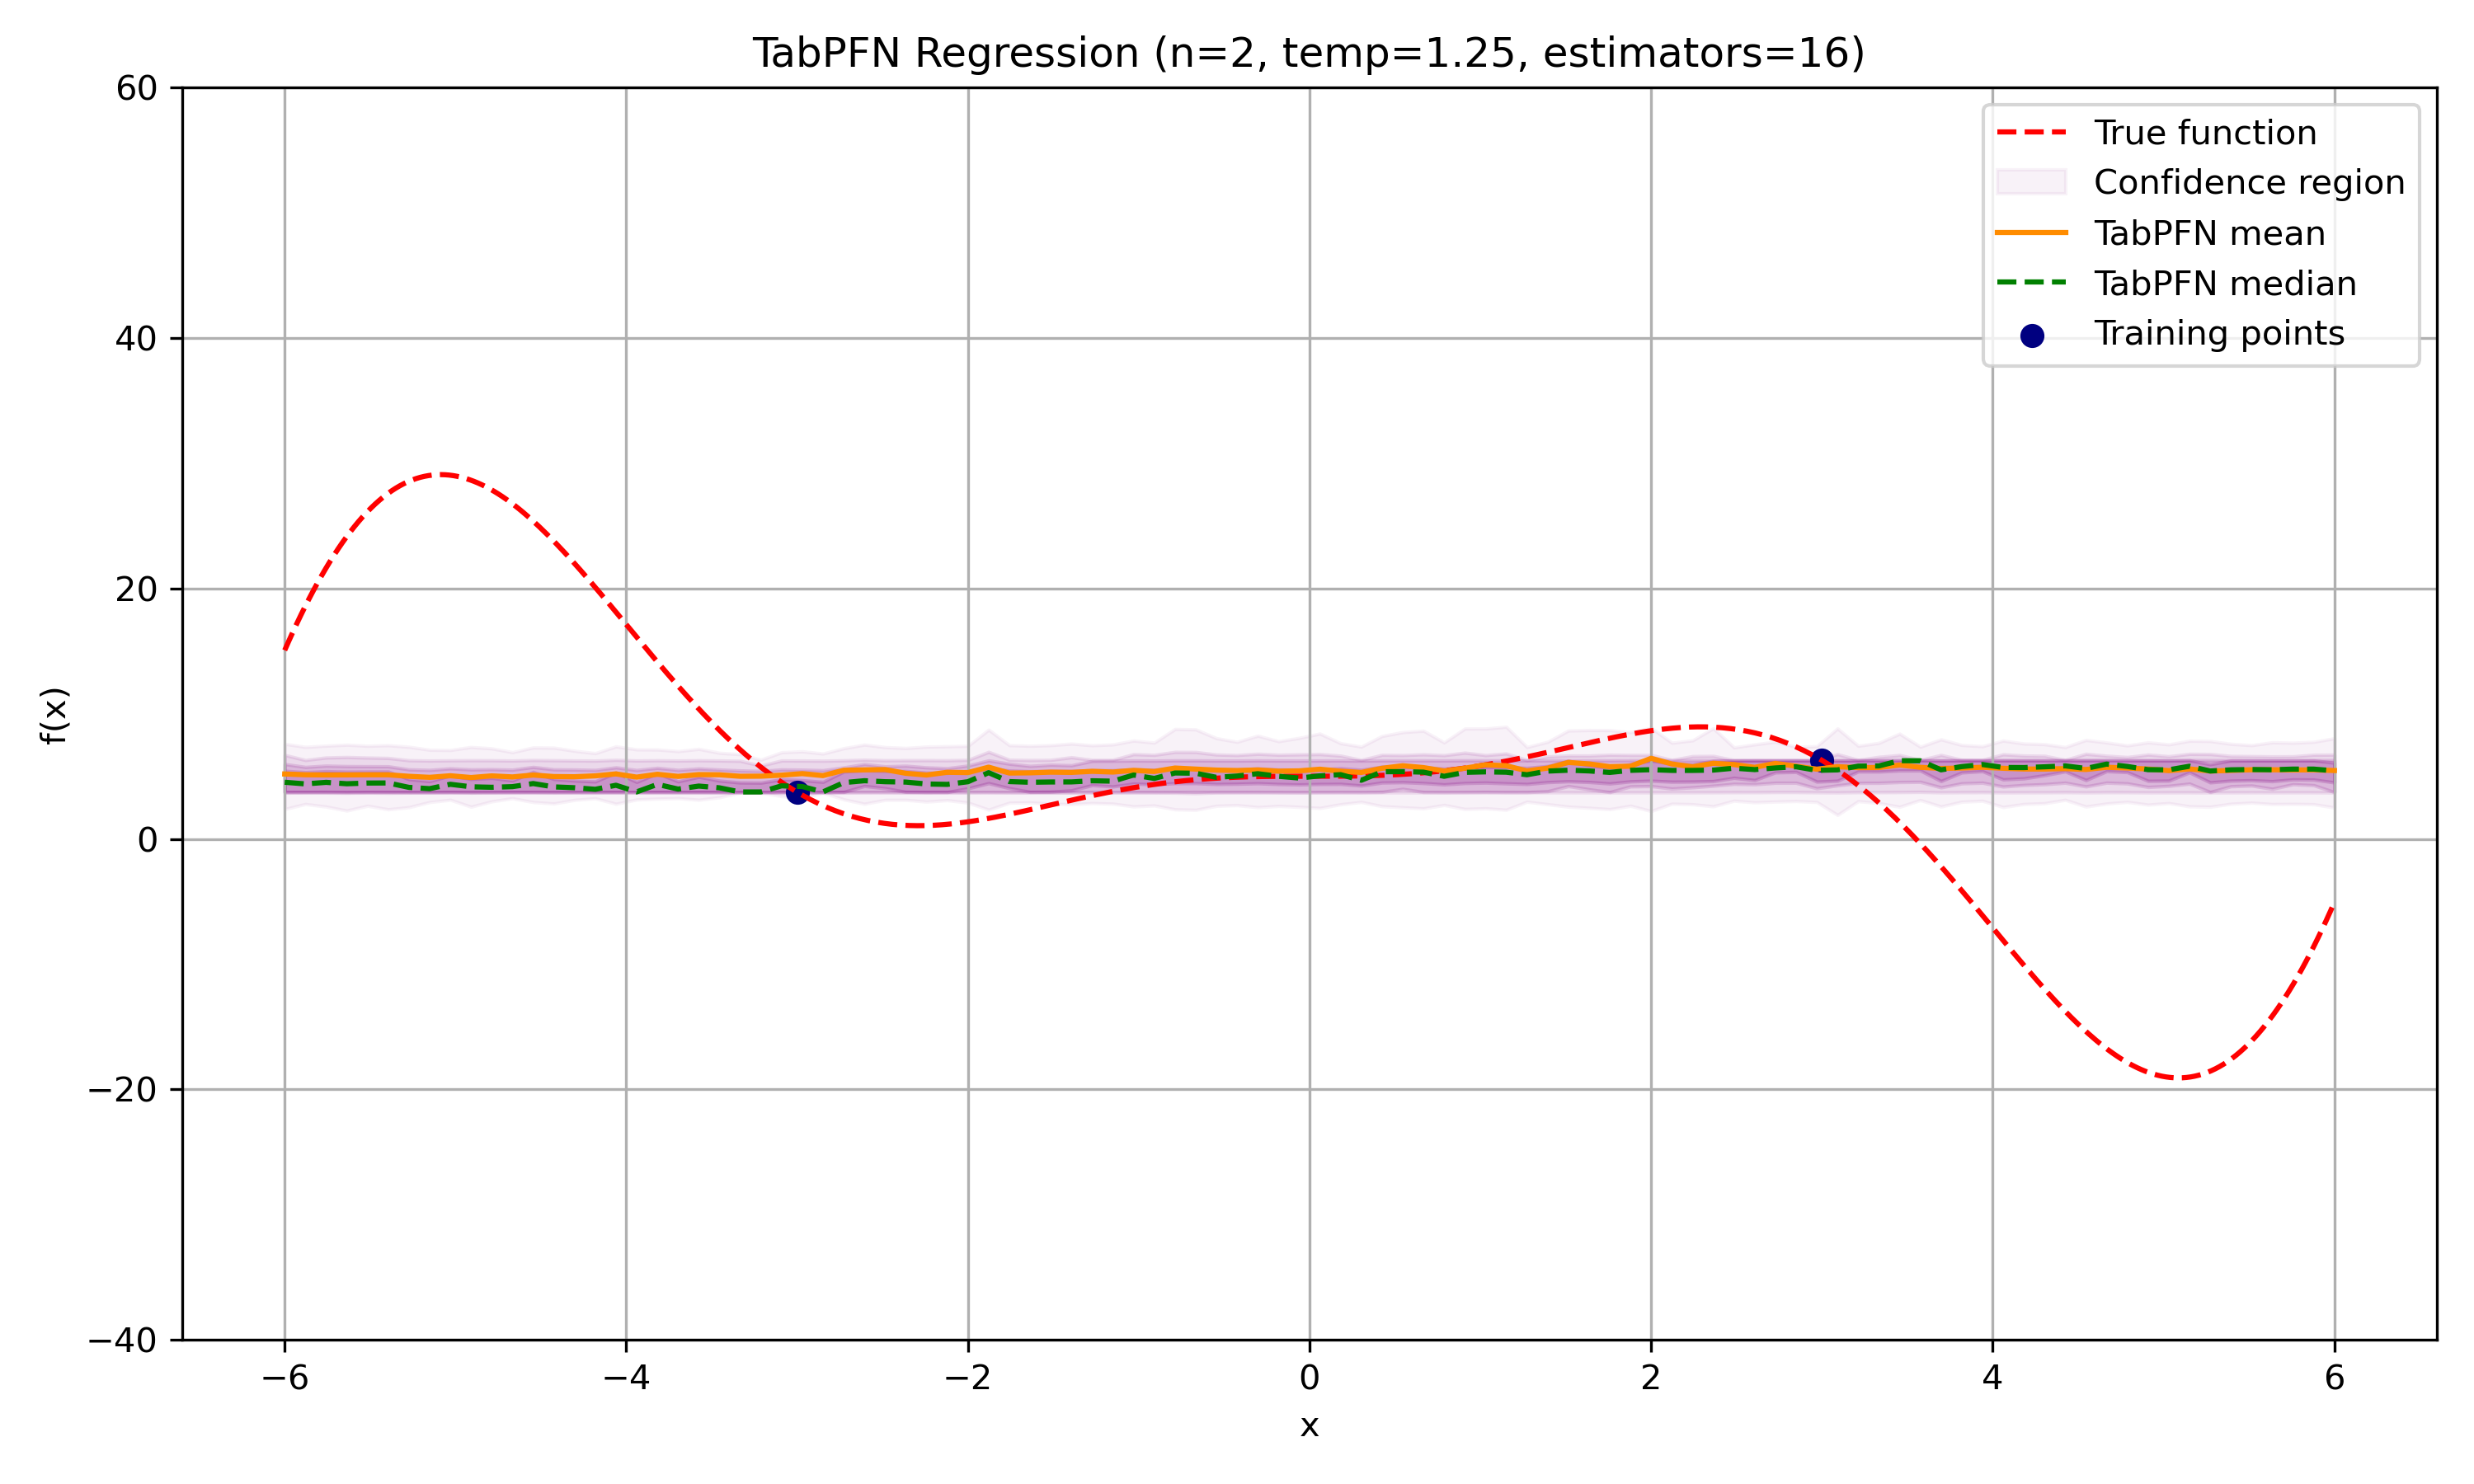 TabPFN Regression (n=2, temp=1.25, estimators=16)
60
40
20
0
−20
−40
f(x)
True function
Confidence region
TabPFN mean
TabPFN median
Training points
−6
−4
−2
0
2
4
6
x